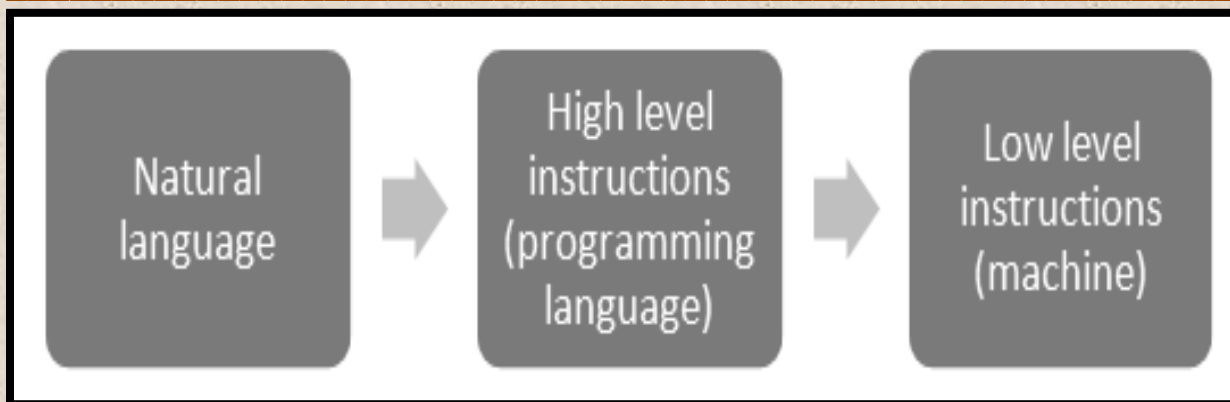 Natural
language
High level
instructions
(programming
language)
Low level
instructions
(machine)